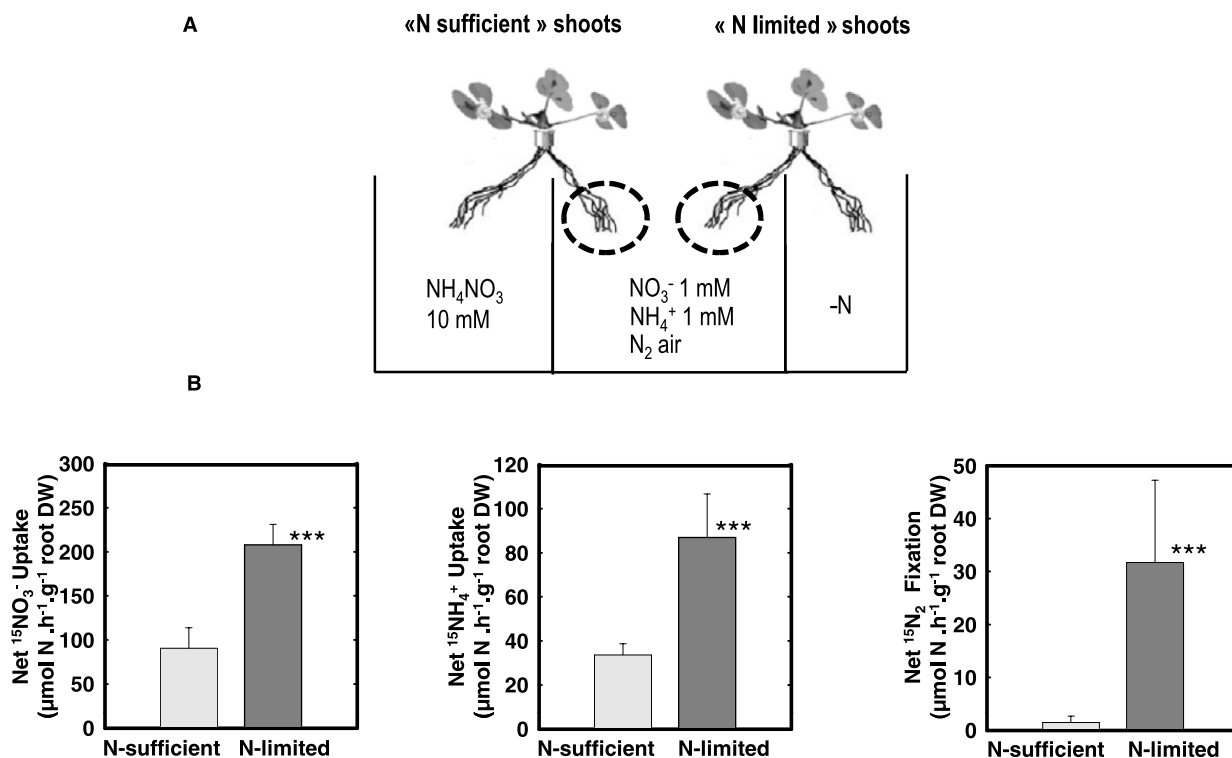 A
«N sufficient » shoots
« N limited » shoots
NH₄NO₃
10 mM
NO₃⁻ 1 mM
NH₄⁺ 1 mM
N₂ air
-N
B
Net ¹⁵NO₃⁻ Uptake
(µmol N .h⁻¹.g⁻¹ root DW)
300
250
200
150
100
50
0
***
N-sufficient
N-limited
Net ¹⁵NH₄⁺ Uptake
(µmol N .h⁻¹.g⁻¹ root DW)
120
100
80
60
40
20
0
***
N-sufficient
N-limited
Net ¹⁵N₂ Fixation
(µmol N .h⁻¹.g⁻¹ root DW)
50
40
30
20
10
0
***
N-sufficient
N-limited